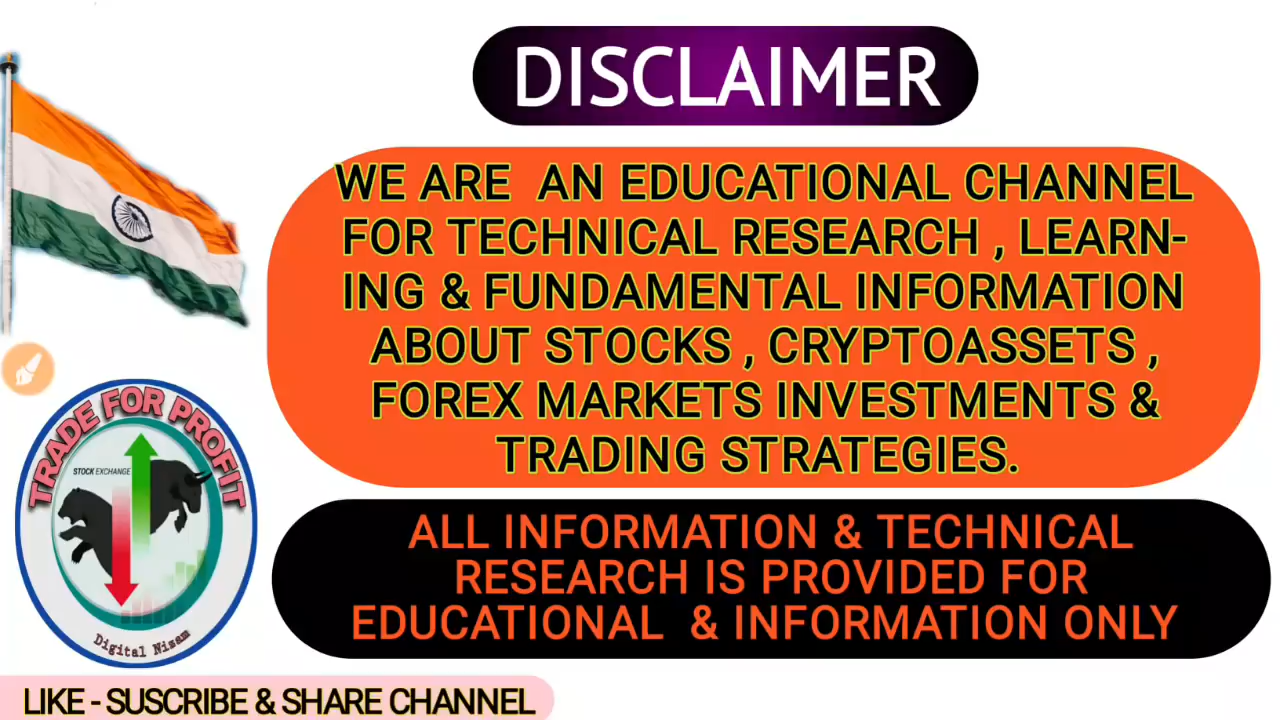 DISCLAIMER
WE ARE AN EDUCATIONAL CHANNEL
FOR TECHNICAL RESEARCH , LEARN-
ING & FUNDAMENTAL INFORMATION
ABOUT STOCKS , CRYPTOASSETS ,
FOREX MARKETS INVESTMENTS &
TRADING STRATEGIES.
TRADE FOR PROFIT
STOCK EXCHANGE
Digital Nizam
ALL INFORMATION & TECHNICAL
RESEARCH IS PROVIDED FOR
EDUCATIONAL & INFORMATION ONLY
LIKE - SUSCRIBE & SHARE CHANNEL